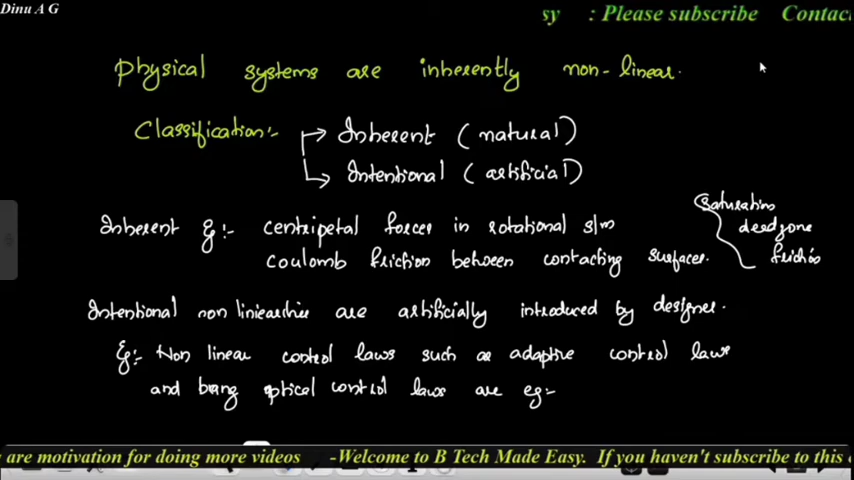 Dinu A G
sy : Please subscribe Contac
Physical systems are inherently non-linear.
Classification:- Inherent (natural)
Intentional (artificial)
Inherent Eg:- centripetal forces in rotational s/m
coulomb friction between contacting surfaces.
saturation
deadzone
friction
Intentional non linearities are artificially introduced by designer.
Eg:- Non linear control laws such as adaptive control laws
and bang optical control laws are eg:-
are motivation for doing more videos -Welcome to B Tech Made Easy. If you haven't subscribe to this